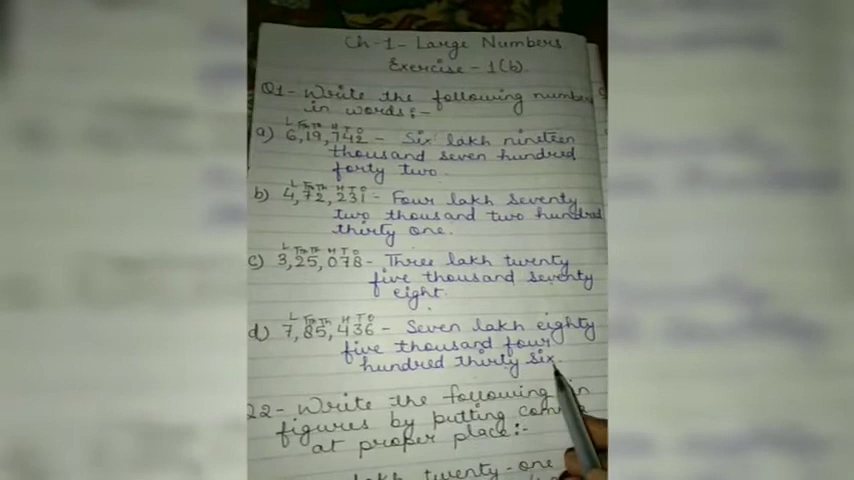 Ch-1- Large Numbers
Exercise - 1(b)
Q1- Write the following numbers
in words:-
L TTh Th H T O
a) 6,19,742 - Six lakh nineteen
thousand seven hundred
forty two.
L TTh Th H T O
b) 4,72,231 - Four lakh seventy
two thousand two hundred
thirty one.
L TTh Th H T O
c) 3,25,078 - Three lakh twenty
five thousand seventy
eight.
L TTh Th H T O
d) 7,85,436 - Seven lakh eighty
five thousand four
hundred thirty six.
Q2- Write the following in
figures by putting
at proper place:-
lakh twenty-one